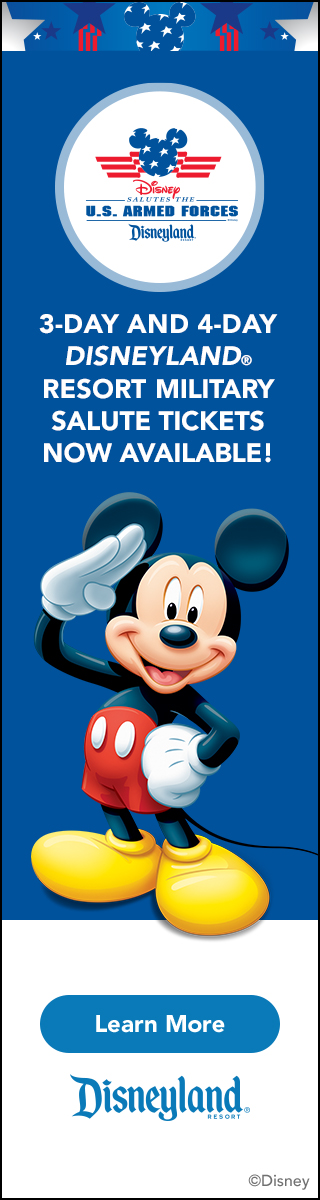 Disney
SALUTES THE
U.S. ARMED FORCES
Disneyland
RESORT
3-DAY AND 4-DAY
DISNEYLAND®
RESORT MILITARY
SALUTE TICKETS
NOW AVAILABLE!
Learn More
Disneyland®
RESORT
©Disney